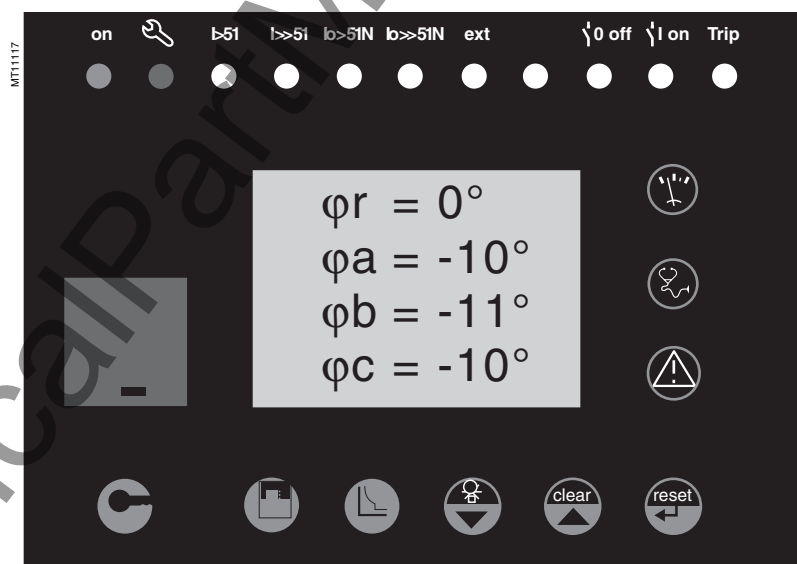 MT11117
on I>51 I>>51 Io>51N Io>>51N ext 0 off I on Trip
φr = 0°
φa = -10°
φb = -11°
φc = -10°
clear reset